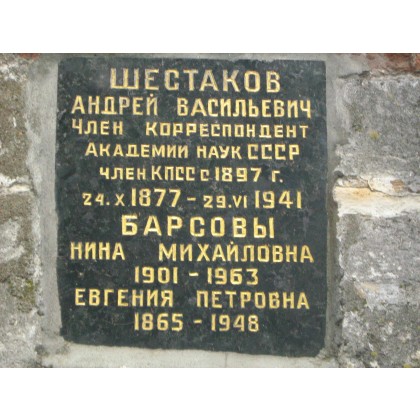 ШЕСТАКОВ
АНДРЕЙ ВАСИЛЬЕВИЧ
ЧЛЕН КОРРЕСПОНДЕНТ
АКАДЕМИИ НАУК СССР
ЧЛЕН КПСС С 1897 Г.
24.X 1877 - 29.VI 1941
БАРСОВЫ
НИНА МИХАЙЛОВНА
1901 - 1963
ЕВГЕНИЯ ПЕТРОВНА
1865 - 1948